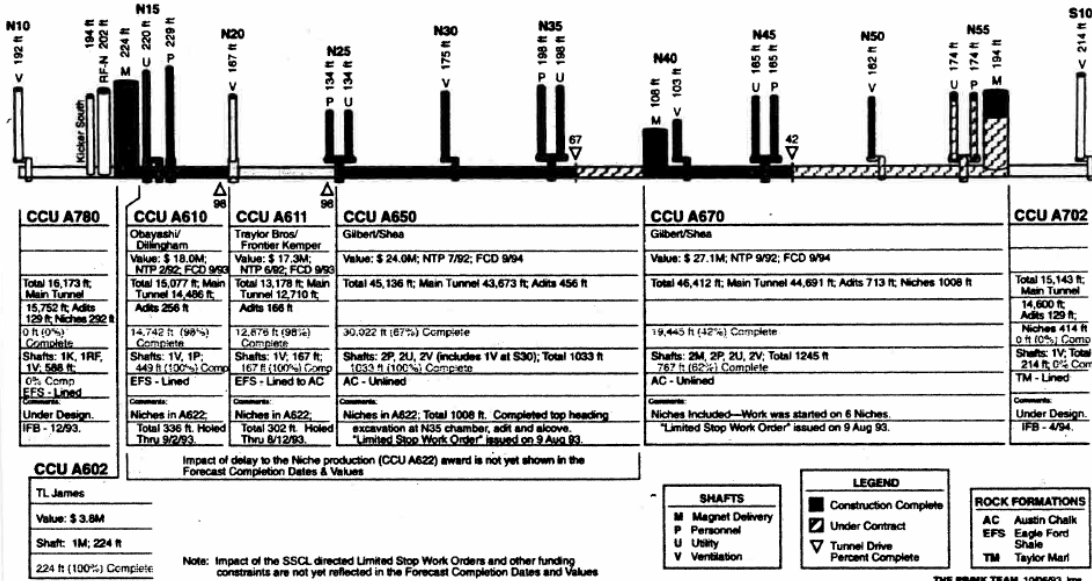 N10
N15
N20
N25
N30
N35
N40
N45
N50
N55
S10
192 ft
194 ft
202 ft
224 ft
220 ft
229 ft
167 ft
134 ft
134 ft
175 ft
198 ft
198 ft
108 ft
103 ft
165 ft
165 ft
162 ft
174 ft
174 ft
194 ft
214 ft
V
Kicker South
RF-N
M
U
P
V
P
U
V
P
U
M
V
U
P
V
U
P
M
V
98
98
67
42
CCU A780
Total 16,173 ft;
Main Tunnel
15,752 ft; Adits
129 ft; Niches 292 ft
0 ft (0%)
Complete
Shafts: 1K, 1RF,
1V; 588 ft;
0% Comp
EFS - Lined
Comments:
Under Design.
IFB - 12/93.
CCU A610
Obayashi/
Dillingham
Value: $ 18.0M;
NTP 2/92; FCD 9/93
Total 15,077 ft; Main
Tunnel 14,486 ft;
Adits 256 ft
14,742 ft (98%)
Complete
Shafts: 1V, 1P;
449 ft (100%) Comp
EFS - Lined
Comments:
Niches in A622;
Total 336 ft. Holed
Thru 9/2/93.
CCU A611
Traylor Bros/
Frontier Kemper
Value: $ 17.3M;
NTP 6/92; FCD 9/93
Total 13,178 ft; Main
Tunnel 12,710 ft;
Adits 166 ft
12,876 ft (98%)
Complete
Shafts: 1V; 167 ft;
167 ft (100%) Comp
EFS - Lined to AC
Comments:
Niches in A622;
Total 302 ft. Holed
Thru 8/12/93.
CCU A650
Gilbert/Shea
Value: $ 24.0M; NTP 7/92; FCD 9/94
Total 45,136 ft; Main Tunnel 43,673 ft; Adits 456 ft
30,022 ft (67%) Complete
Shafts: 2P, 2U, 2V (includes 1V at S30); Total 1033 ft
1033 ft (100%) Complete
AC - Unlined
Comments:
Niches in A622; Total 1008 ft. Completed top heading
excavation at N35 chamber, adit and alcove.
"Limited Stop Work Order" issued on 9 Aug 93.
CCU A670
Gilbert/Shea
Value: $ 27.1M; NTP 9/92; FCD 9/94
Total 46,412 ft; Main Tunnel 44,691 ft; Adits 713 ft; Niches 1008 ft
19,445 ft (42%) Complete
Shafts: 2M, 2P, 2U, 2V; Total 1245 ft
767 ft (62%) Complete
AC - Unlined
Comments:
Niches Included—Work was started on 6 Niches.
"Limited Stop Work Order" issued on 9 Aug 93.
CCU A702
Total 15,143 ft;
Main Tunnel
14,600 ft;
Adits 129 ft;
Niches 414 ft
0 ft (0%) Com
Shafts: 1V; Total
214 ft; 0% Com
TM - Lined
Comments:
Under Design.
IFB - 4/94.
Impact of delay to the Niche production (CCU A622) award is not yet shown in the
Forecast Completion Dates & Values
CCU A602
TL James
Value: $ 3.8M
Shaft: 1M; 224 ft
224 ft (100%) Complete
Note: Impact of the SSCL directed Limited Stop Work Orders and other funding
constraints are not yet reflected in the Forecast Completion Dates and Values
SHAFTS
M Magnet Delivery
P Personnel
U Utility
V Ventilation
LEGEND
Construction Complete
Under Contract
Tunnel Drive
Percent Complete
ROCK FORMATIONS
AC Austin Chalk
EFS Eagle Ford
Shale
TM Taylor Marl